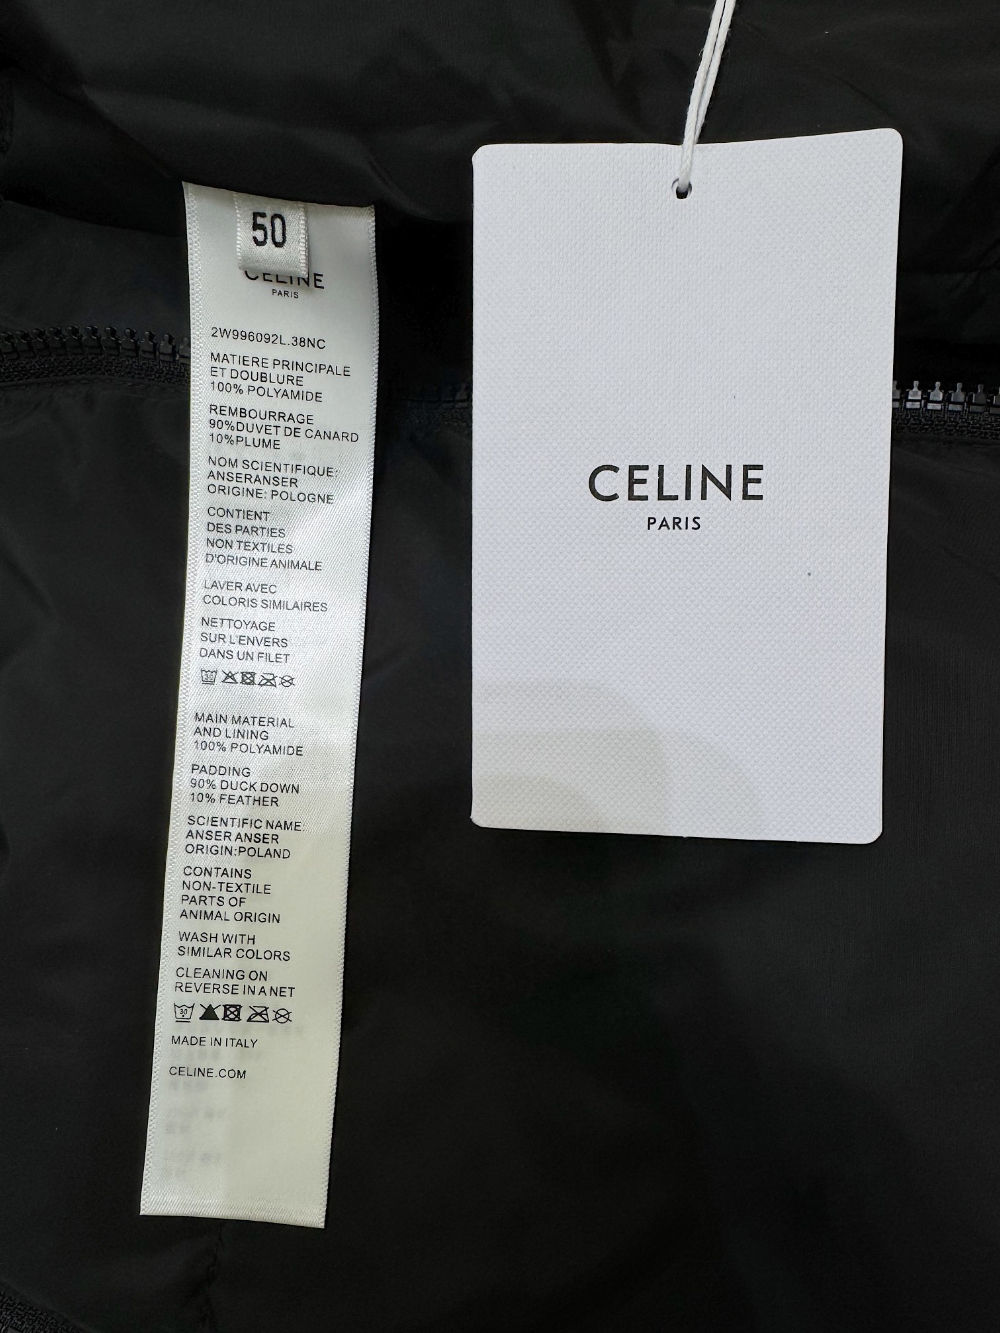 50
CELINE
PARIS
2W996092L.38NC
MATIERE PRINCIPALE
ET DOUBLURE
100% POLYAMIDE
REMBOURRAGE
90%DUVET DE CANARD
10%PLUME
NOM SCIENTIFIQUE:
ANSERANSER
ORIGINE: POLOGNE
CONTIENT
DES PARTIES
NON TEXTILES
D'ORIGINE ANIMALE
LAVER AVEC
COLORIS SIMILAIRES
NETTOYAGE
SUR L'ENVERS
DANS UN FILET
MAIN MATERIAL
AND LINING
100% POLYAMIDE
PADDING
90% DUCK DOWN
10% FEATHER
SCIENTIFIC NAME:
ANSER ANSER
ORIGIN:POLAND
CONTAINS
NON-TEXTILE
PARTS OF
ANIMAL ORIGIN
WASH WITH
SIMILAR COLORS
CLEANING ON
REVERSE IN A NET
30
MADE IN ITALY
CELINE.COM
CELINE
PARIS